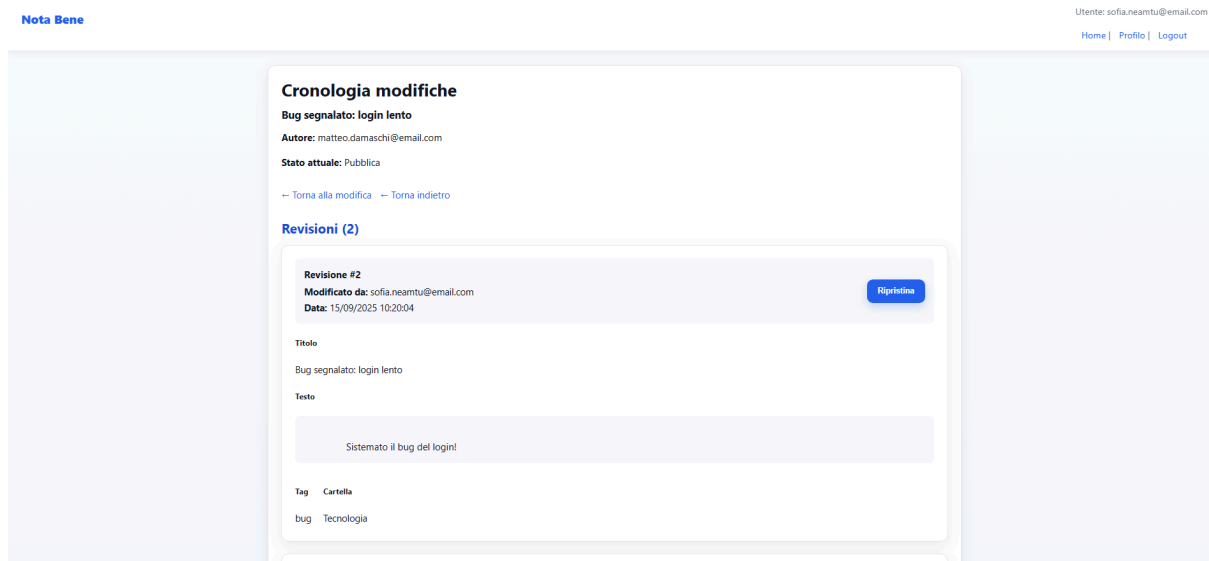 Nota Bene
Utente: sofia.neamtu@email.com
Home | Profilo | Logout
Cronologia modifiche
Bug segnalato: login lento
Autore: matteo.damaschi@email.com
Stato attuale: Pubblica
← Torna alla modifica ← Torna indietro
Revisioni (2)
Revisione #2
Modificato da: sofia.neamtu@email.com
Data: 15/09/2025 10:20:04
Ripristina
Titolo
Bug segnalato: login lento
Testo
Sistemato il bug del login!
Tag Cartella
bug Tecnologia